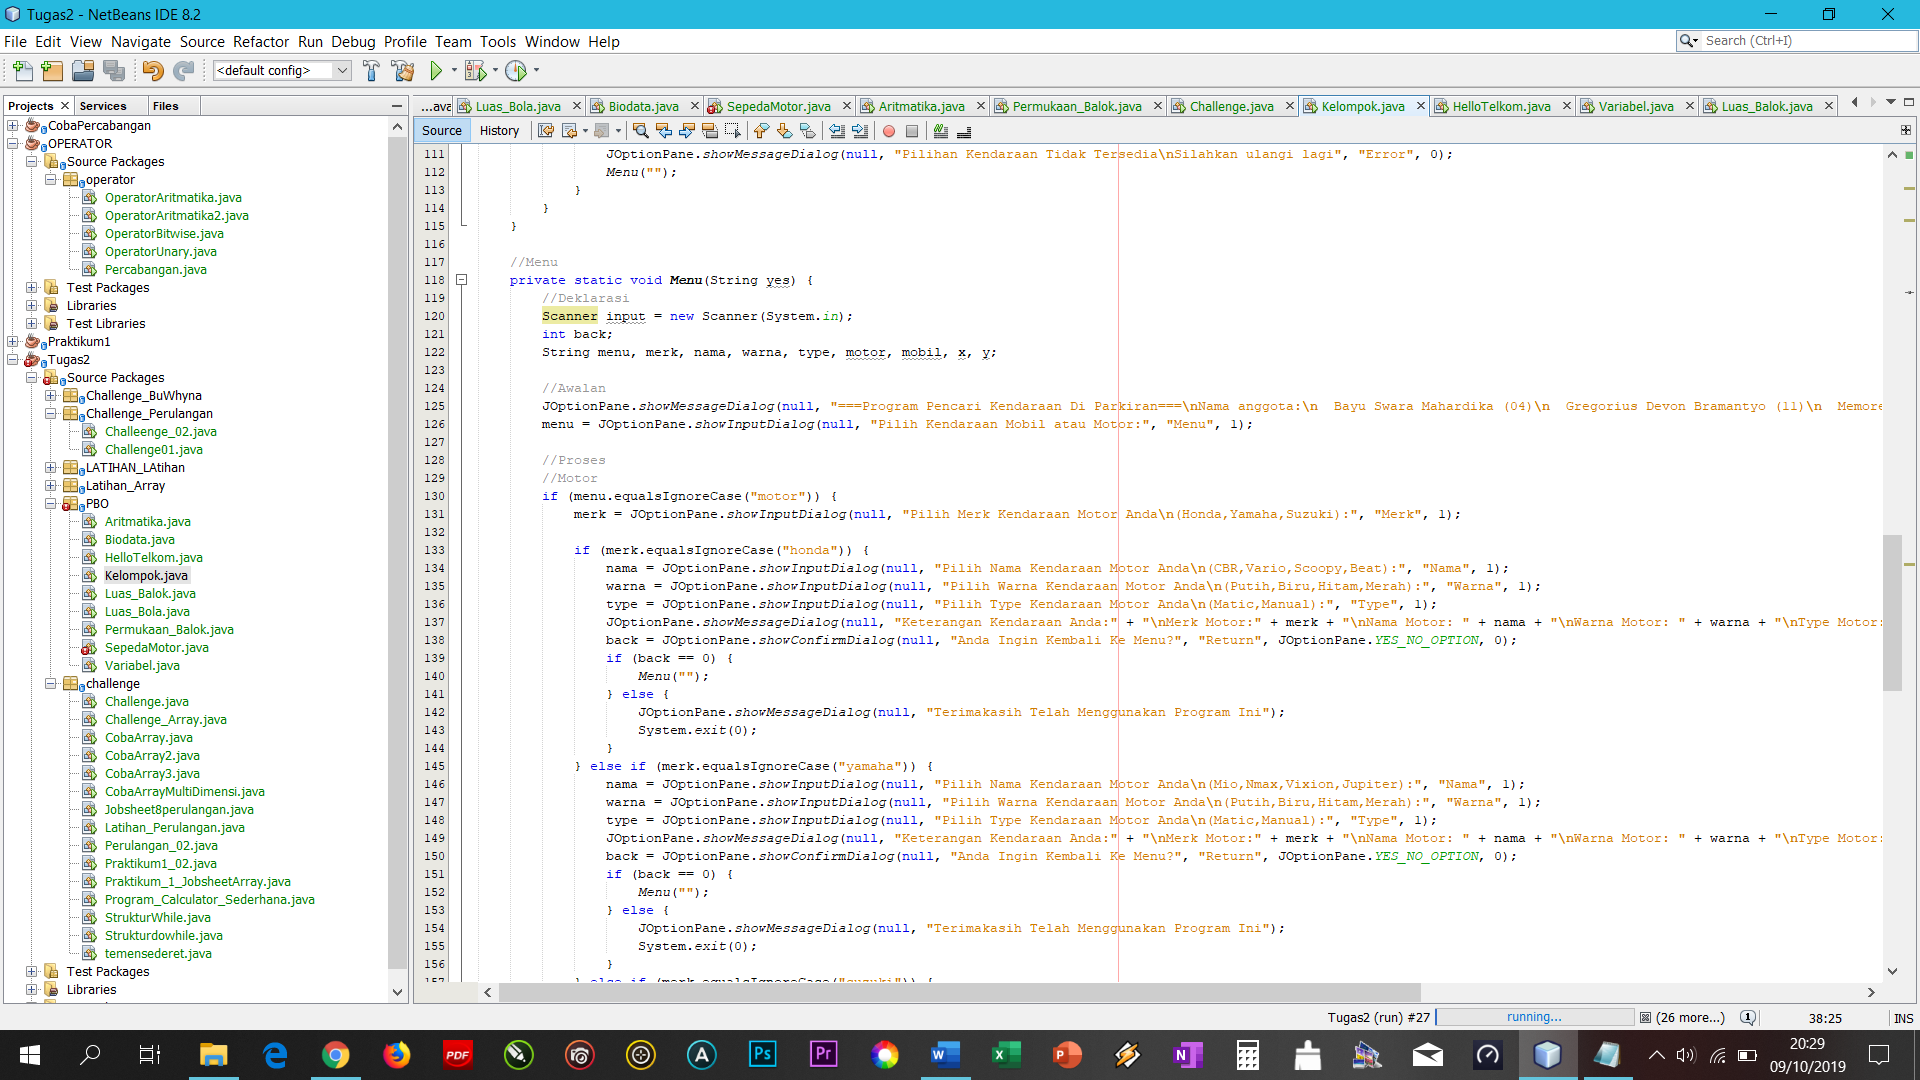 Tugas2 - NetBeans IDE 8.2
File Edit View Navigate Source Refactor Run Debug Profile Team Tools Window Help
Search (Ctrl+I)
<default config>
Projects Services Files
CobaPercabangan
OPERATOR
Source Packages
operator
OperatorAritmatika.java
OperatorAritmatika2.java
OperatorBitwise.java
OperatorUnary.java
Percabangan.java
Test Packages
Libraries
Test Libraries
Praktikum1
Tugas2
Source Packages
Challenge_BuWhyna
Challenge_Perulangan
Challeenge_02.java
Challenge01.java
LATIHAN_LAtihan
Latihan_Array
PBO
Aritmatika.java
Biodata.java
HelloTelkom.java
Kelompok.java
Luas_Balok.java
Luas_Bola.java
Permukaan_Balok.java
SepedaMotor.java
Variabel.java
challenge
Challenge.java
Challenge_Array.java
CobaArray.java
CobaArray2.java
CobaArray3.java
CobaArrayMultiDimensi.java
Jobsheet8perulangan.java
Latihan_Perulangan.java
Perulangan_02.java
Praktikum1_02.java
Praktikum_1_JobsheetArray.java
Program_Calculator_Sederhana.java
StrukturWhile.java
Strukturdowhile.java
temensederet.java
Test Packages
Libraries
...ava Luas_Bola.java Biodata.java SepedaMotor.java Aritmatika.java Permukaan_Balok.java Challenge.java Kelompok.java HelloTelkom.java Variabel.java Luas_Balok.java
Source History
111 JOptionPane.showMessageDialog(null, "Pilihan Kendaraan Tidak Tersedia\nSilahkan ulangi lagi", "Error", 0);
112 Menu("");
113 }
114 }
115 }
116
117 //Menu
118 private static void Menu(String yes) {
119 //Deklarasi
120 Scanner input = new Scanner(System.in);
121 int back;
122 String menu, merk, nama, warna, type, motor, mobil, x, y;
123
124 //Awalan
125 JOptionPane.showMessageDialog(null, "===Program Pencari Kendaraan Di Parkiran===\nNama anggota:\n  Bayu Swara Mahardika (04)\n  Gregorius Devon Bramantyo (11)\n  Memore
126 menu = JOptionPane.showInputDialog(null, "Pilih Kendaraan Mobil atau Motor:", "Menu", 1);
127
128 //Proses
129 //Motor
130 if (menu.equalsIgnoreCase("motor")) {
131 merk = JOptionPane.showInputDialog(null, "Pilih Merk Kendaraan Motor Anda\n(Honda,Yamaha,Suzuki):", "Merk", 1);
132
133 if (merk.equalsIgnoreCase("honda")) {
134 nama = JOptionPane.showInputDialog(null, "Pilih Nama Kendaraan Motor Anda\n(CBR,Vario,Scoopy,Beat):", "Nama", 1);
135 warna = JOptionPane.showInputDialog(null, "Pilih Warna Kendaraan Motor Anda\n(Putih,Biru,Hitam,Merah):", "Warna", 1);
136 type = JOptionPane.showInputDialog(null, "Pilih Type Kendaraan Motor Anda\n(Matic,Manual):", "Type", 1);
137 JOptionPane.showMessageDialog(null, "Keterangan Kendaraan Anda:" + "\nMerk Motor:" + merk + "\nNama Motor: " + nama + "\nWarna Motor: " + warna + "\nType Motor:
138 back = JOptionPane.showConfirmDialog(null, "Anda Ingin Kembali Ke Menu?", "Return", JOptionPane.YES_NO_OPTION, 0);
139 if (back == 0) {
140 Menu("");
141 } else {
142 JOptionPane.showMessageDialog(null, "Terimakasih Telah Menggunakan Program Ini");
143 System.exit(0);
144 }
145 } else if (merk.equalsIgnoreCase("yamaha")) {
146 nama = JOptionPane.showInputDialog(null, "Pilih Nama Kendaraan Motor Anda\n(Mio,Nmax,Vixion,Jupiter):", "Nama", 1);
147 warna = JOptionPane.showInputDialog(null, "Pilih Warna Kendaraan Motor Anda\n(Putih,Biru,Hitam,Merah):", "Warna", 1);
148 type = JOptionPane.showInputDialog(null, "Pilih Type Kendaraan Motor Anda\n(Matic,Manual):", "Type", 1);
149 JOptionPane.showMessageDialog(null, "Keterangan Kendaraan Anda:" + "\nMerk Motor:" + merk + "\nNama Motor: " + nama + "\nWarna Motor: " + warna + "\nType Motor:
150 back = JOptionPane.showConfirmDialog(null, "Anda Ingin Kembali Ke Menu?", "Return", JOptionPane.YES_NO_OPTION, 0);
151 if (back == 0) {
152 Menu("");
153 } else {
154 JOptionPane.showMessageDialog(null, "Terimakasih Telah Menggunakan Program Ini");
155 System.exit(0);
156 }
157 } else if (merk.equalsIgnoreCase("suzuki")) {
Tugas2 (run) #27 running... (26 more...) 1 38:25 INS
PDF A Ps Pr W X P N
20:29
09/10/2019